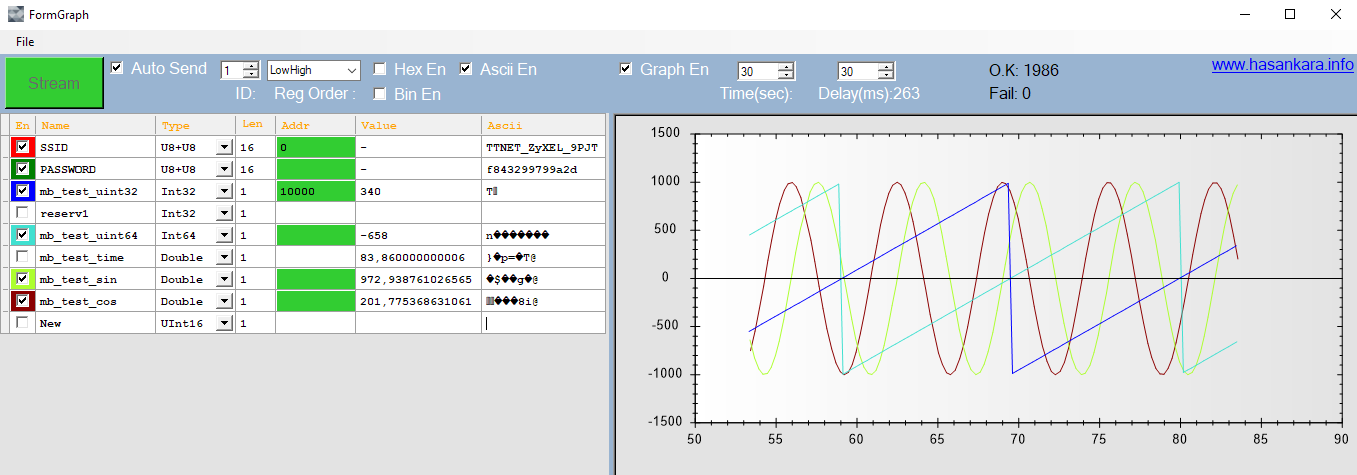 FormGraph
File
Stream Auto Send 1 LowHigh Hex En Ascii En Graph En 30 30 O.K: 1986 www.hasankara.info
ID: Reg Order : Bin En Time(sec): Delay(ms):263 Fail: 0
En Name Type Len Addr Value Ascii
SSID U8+U8 16 0 - TTNET_ZyXEL_9PJT
PASSWORD U8+U8 16 - f843299799a2d
mb_test_uint32 Int32 1 10000 340 T
reserv1 Int32 1
mb_test_uint64 Int64 1 -658 n�������
mb_test_time Double 1 83,860000000006 }�p=�T@
mb_test_sin Double 1 972,938761026565 �$��g�@
mb_test_cos Double 1 201,775368631061 ���8i@
New UInt16 1
1500
1000
500
0
-500
-1000
-1500
50 55 60 65 70 75 80 85 90